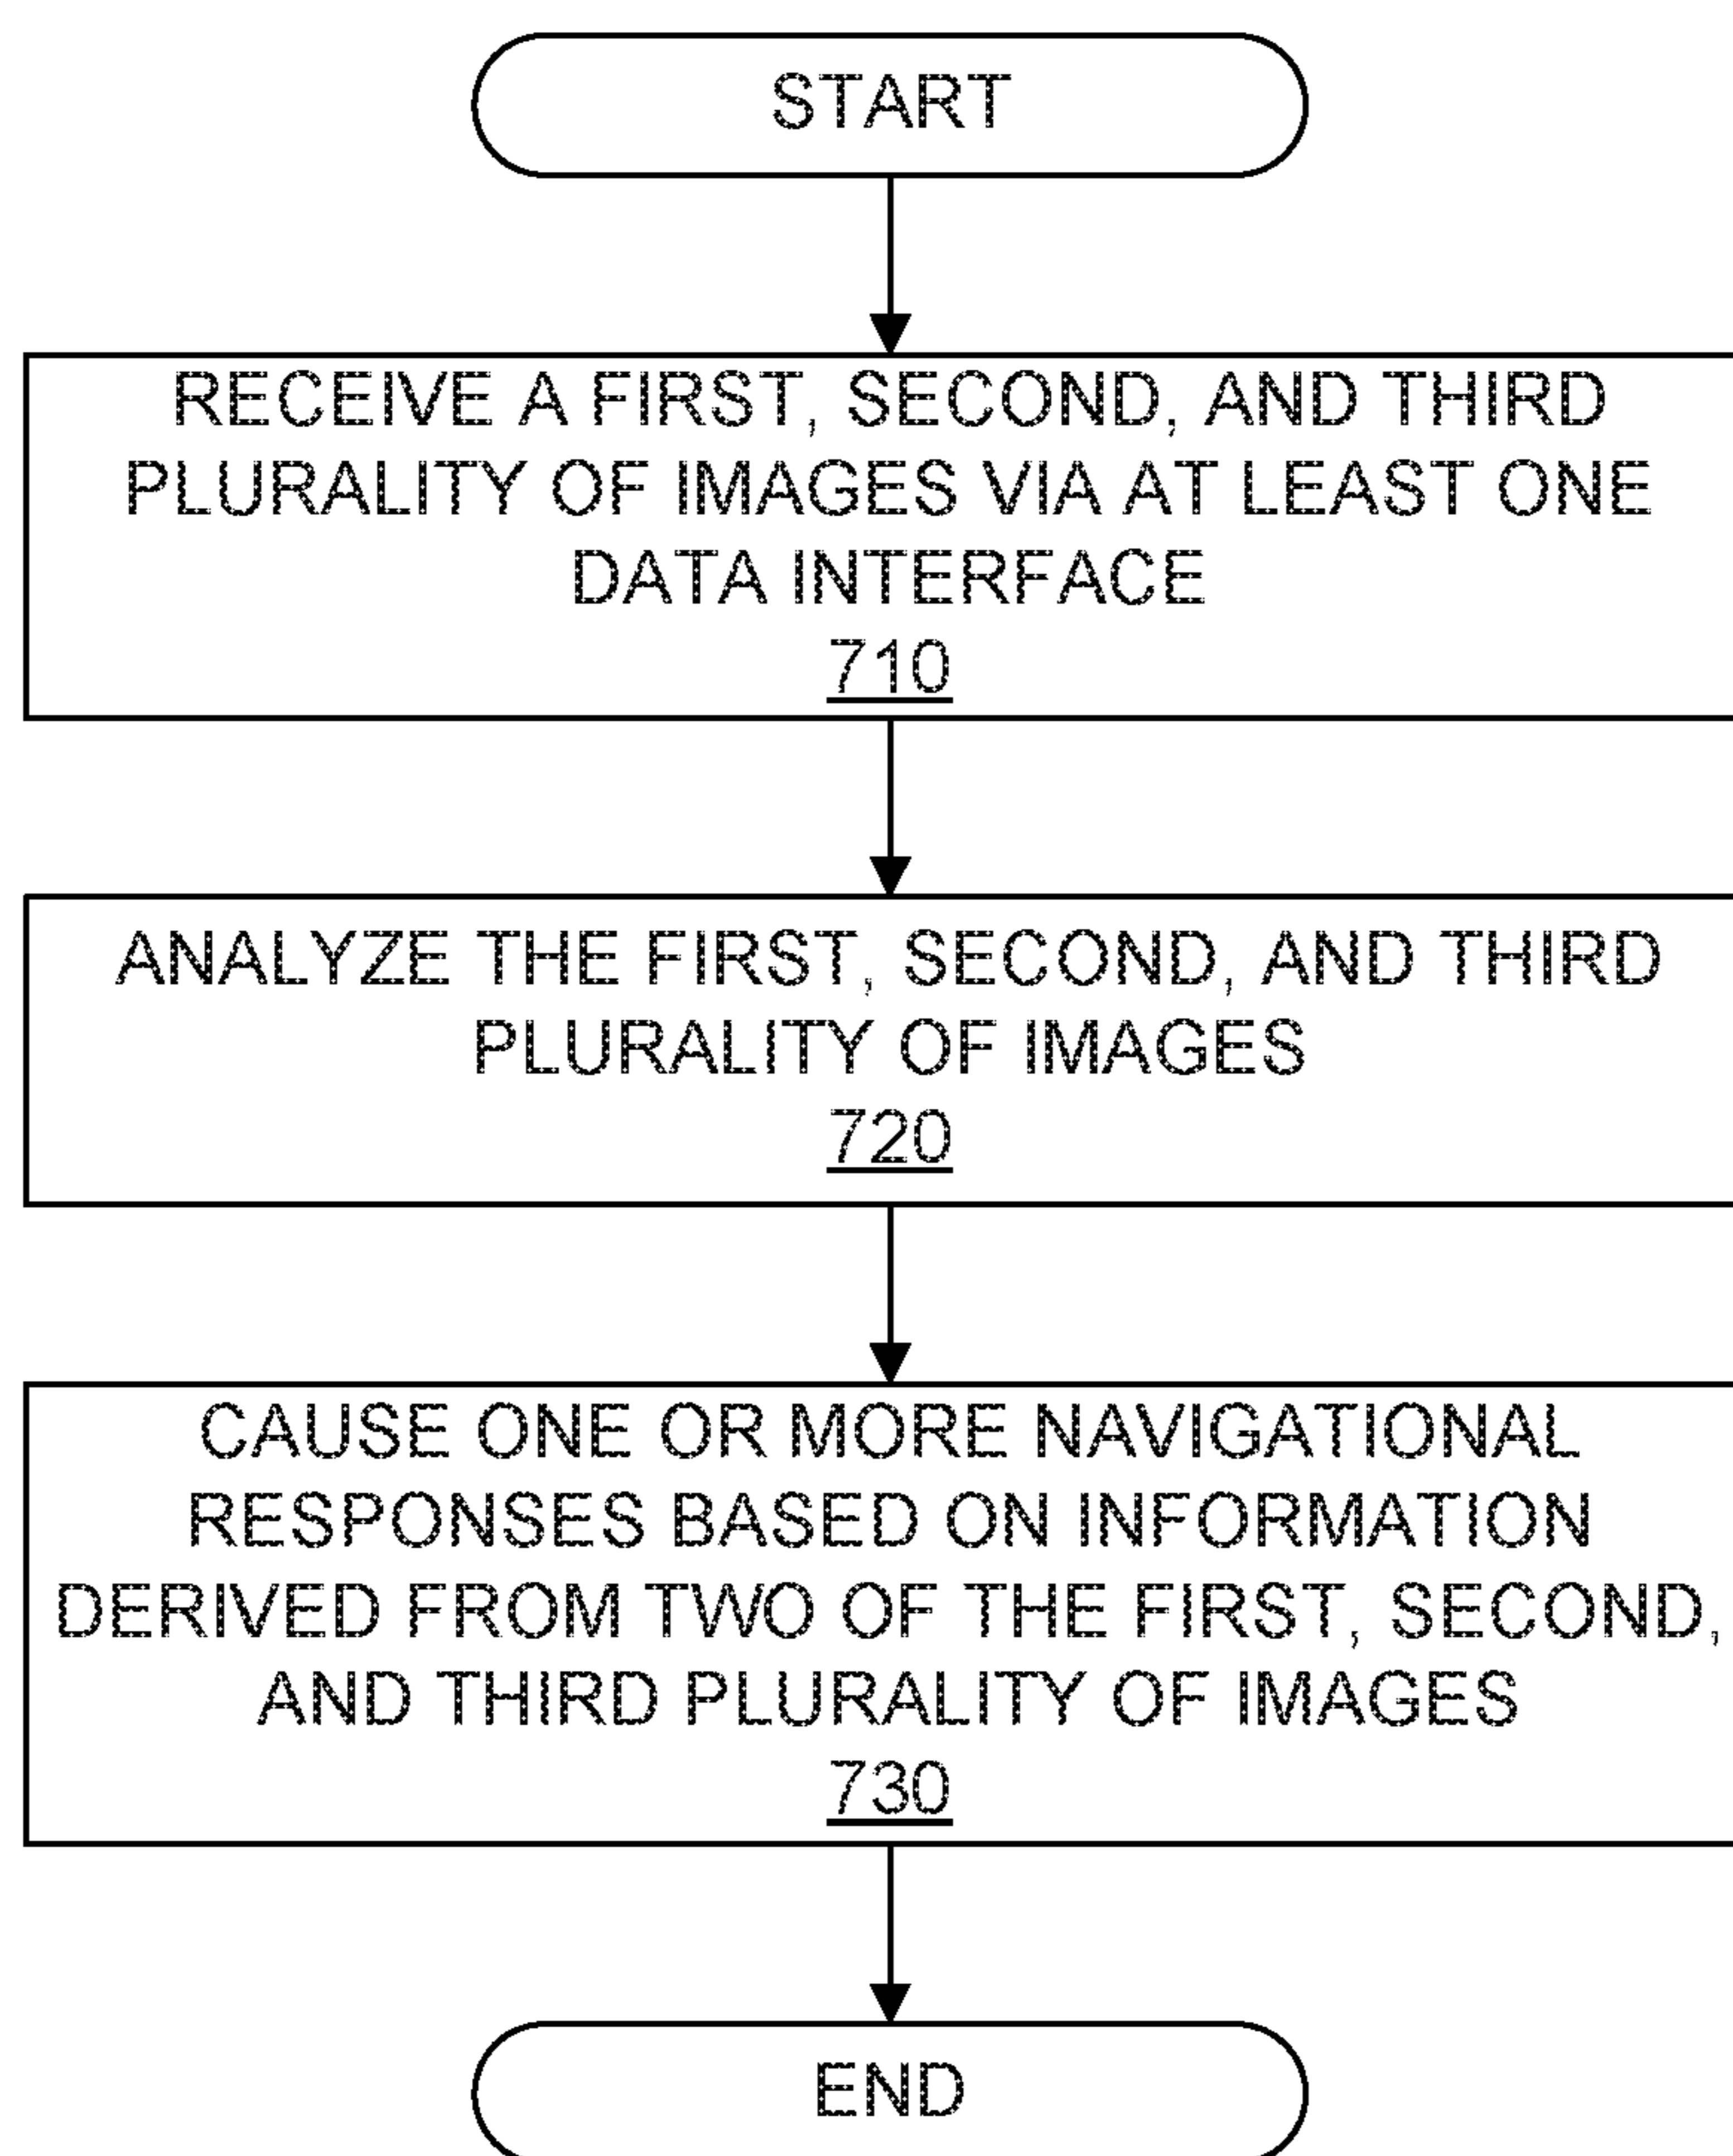 START
RECEIVE A FIRST, SECOND, AND THIRD
PLURALITY OF IMAGES VIA AT LEAST ONE
DATA INTERFACE
710
ANALYZE THE FIRST, SECOND, AND THIRD
PLURALITY OF IMAGES
720
CAUSE ONE OR MORE NAVIGATIONAL
RESPONSES BASED ON INFORMATION
DERIVED FROM TWO OF THE FIRST, SECOND,
AND THIRD PLURALITY OF IMAGES
730
END